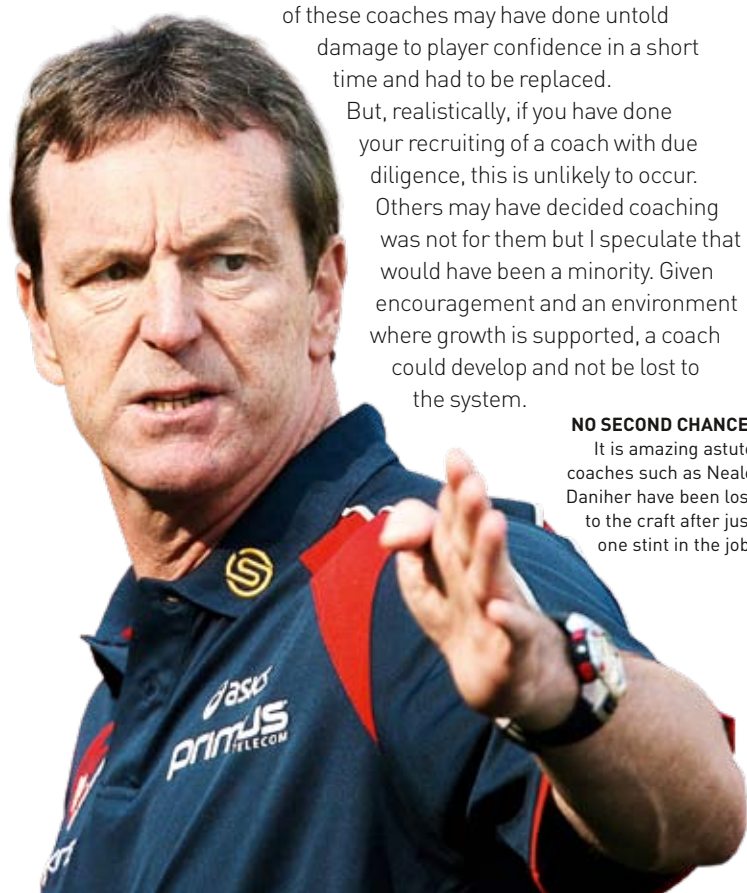 of these coaches may have done untold
damage to player confidence in a short
time and had to be replaced.
But, realistically, if you have done
your recruiting of a coach with due
diligence, this is unlikely to occur.
Others may have decided coaching
was not for them but I speculate that
would have been a minority. Given
encouragement and an environment
where growth is supported, a coach
could develop and not be lost to
the system.
NO SECOND CHANCE
It is amazing astute
coaches such as Neale
Daniher have been los
to the craft after jus
one stint in the job
asics
primus
TELECOM